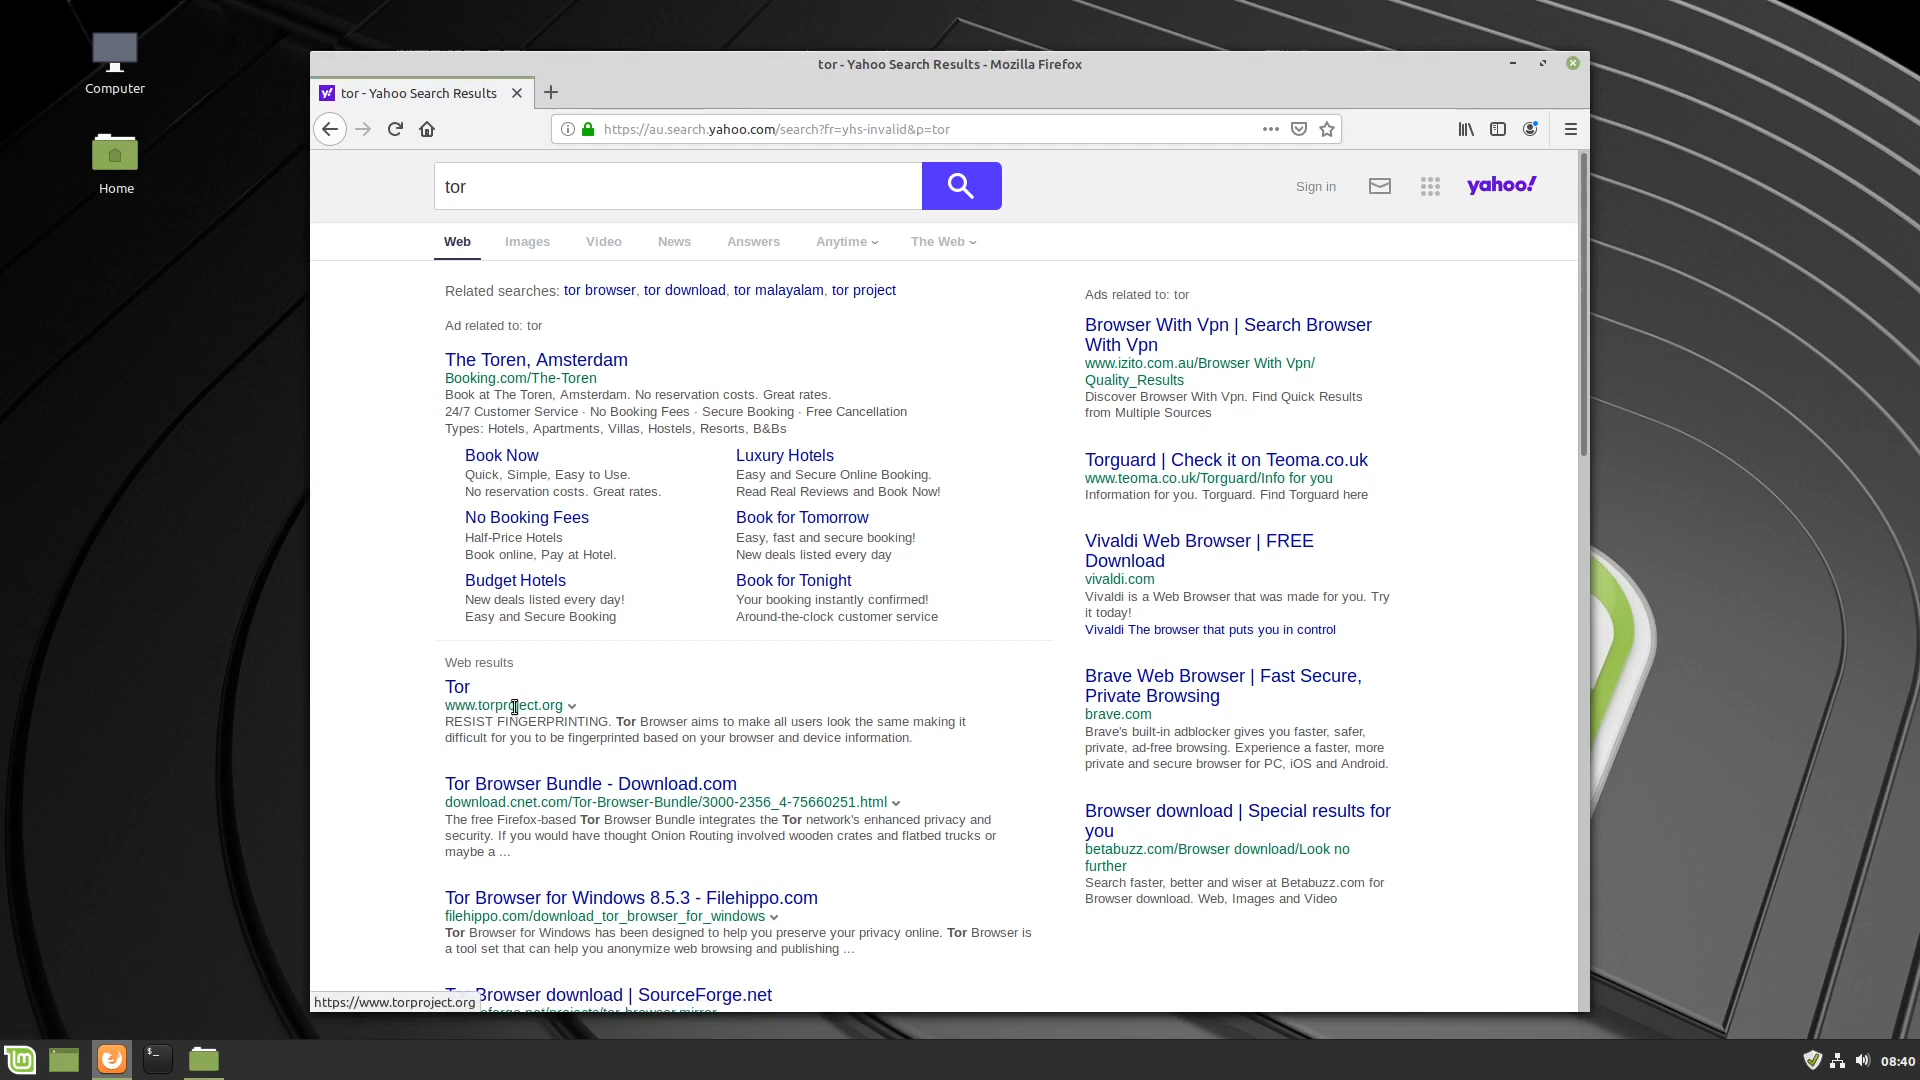 Computer
Home
tor - Yahoo Search Results - Mozilla Firefox
tor - Yahoo Search Results
https://au.search.yahoo.com/search?fr=yhs-invalid&p=tor
tor
Sign in
yahoo!
Web Images Video News Answers Anytime The Web
Related searches: tor browser, tor download, tor malayalam, tor project
Ad related to: tor
The Toren, Amsterdam
Booking.com/The-Toren
Book at The Toren, Amsterdam. No reservation costs. Great rates.
24/7 Customer Service · No Booking Fees · Secure Booking · Free Cancellation
Types: Hotels, Apartments, Villas, Hostels, Resorts, B&Bs
Book Now
Quick, Simple, Easy to Use.
No reservation costs. Great rates.
Luxury Hotels
Easy and Secure Online Booking.
Read Real Reviews and Book Now!
No Booking Fees
Half-Price Hotels
Book online, Pay at Hotel.
Book for Tomorrow
Easy, fast and secure booking!
New deals listed every day
Budget Hotels
New deals listed every day!
Easy and Secure Booking
Book for Tonight
Your booking instantly confirmed!
Around-the-clock customer service
Web results
Tor
www.torproject.org
RESIST FINGERPRINTING. Tor Browser aims to make all users look the same making it
difficult for you to be fingerprinted based on your browser and device information.
Tor Browser Bundle - Download.com
download.cnet.com/Tor-Browser-Bundle/3000-2356_4-75660251.html
The free Firefox-based Tor Browser Bundle integrates the Tor network's enhanced privacy and
security. If you would have thought Onion Routing involved wooden crates and flatbed trucks or
maybe a ...
Tor Browser for Windows 8.5.3 - Filehippo.com
filehippo.com/download_tor_browser_for_windows
Tor Browser for Windows has been designed to help you preserve your privacy online. Tor Browser is
a tool set that can help you anonymize web browsing and publishing ...
Browser download | SourceForge.net
https://www.torproject.org
Ads related to: tor
Browser With Vpn | Search Browser
With Vpn
www.izito.com.au/Browser With Vpn/
Quality_Results
Discover Browser With Vpn. Find Quick Results
from Multiple Sources
Torguard | Check it on Teoma.co.uk
www.teoma.co.uk/Torguard/Info for you
Information for you. Torguard. Find Torguard here
Vivaldi Web Browser | FREE
Download
vivaldi.com
Vivaldi is a Web Browser that was made for you. Try
it today!
Vivaldi The browser that puts you in control
Brave Web Browser | Fast Secure,
Private Browsing
brave.com
Brave's built-in adblocker gives you faster, safer,
private, ad-free browsing. Experience a faster, more
private and secure browser for PC, iOS and Android.
Browser download | Special results for
you
betabuzz.com/Browser download/Look no
further
Search faster, better and wiser at Betabuzz.com for
Browser download. Web, Images and Video
08:40